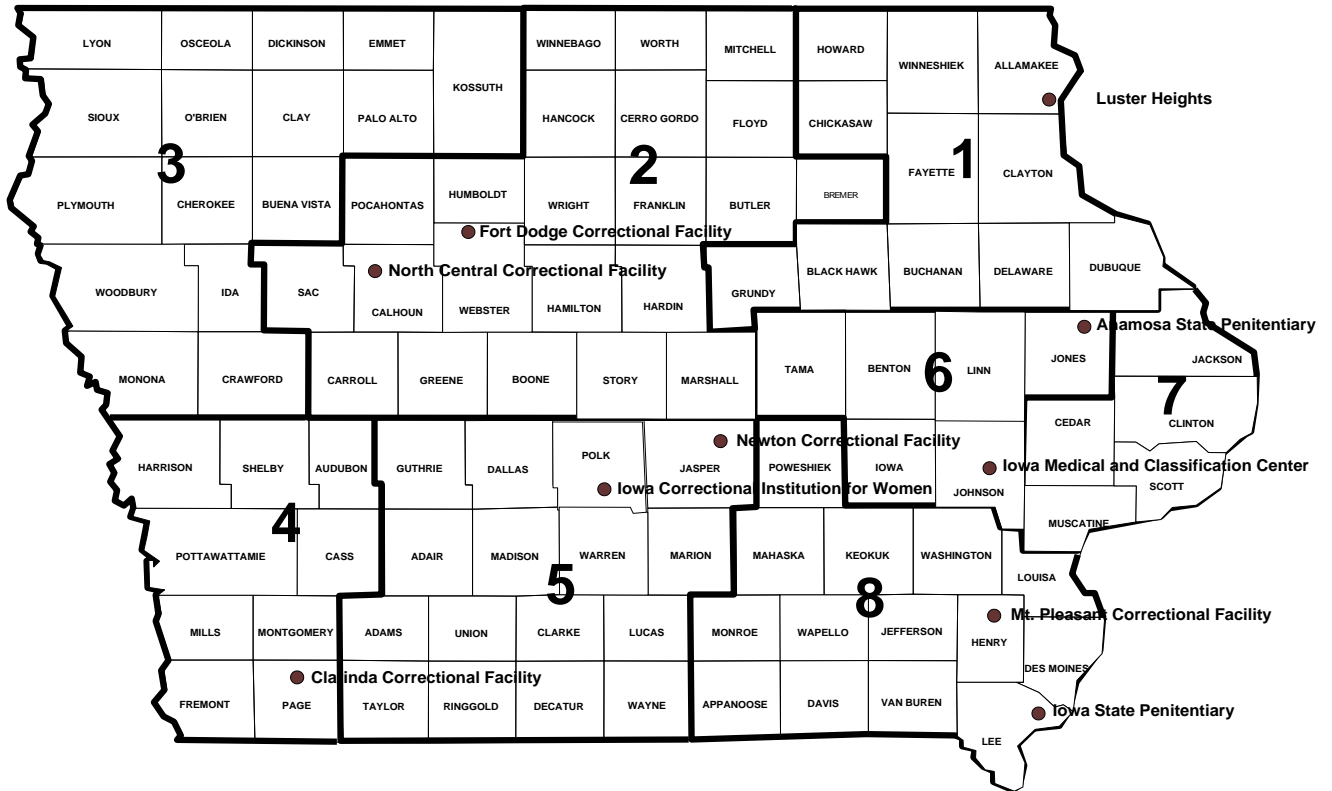 LYON
OSCEOLA
DICKINSON
EMMET
KOSSUTH
WINNEBAGO
WORTH
MITCHELL
HOWARD
WINNESHIEK
ALLAMAKEE
Luster Heights
SIOUX
O'BRIEN
CLAY
PALO ALTO
HANCOCK
CERRO GORDO
FLOYD
CHICKASAW
3
2
1
FAYETTE
CLAYTON
PLYMOUTH
CHEROKEE
BUENA VISTA
POCAHONTAS
HUMBOLDT
WRIGHT
FRANKLIN
BUTLER
BREMER
Fort Dodge Correctional Facility
North Central Correctional Facility
WOODBURY
IDA
SAC
CALHOUN
WEBSTER
HAMILTON
HARDIN
GRUNDY
BLACK HAWK
BUCHANAN
DELAWARE
DUBUQUE
Anamosa State Penitentiary
MONONA
CRAWFORD
CARROLL
GREENE
BOONE
STORY
MARSHALL
TAMA
BENTON
6
LINN
JONES
JACKSON
7
CEDAR
CLINTON
HARRISON
SHELBY
AUDUBON
GUTHRIE
DALLAS
POLK
JASPER
Newton Correctional Facility
POWESHIEK
IOWA
Iowa Medical and Classification Center
Iowa Correctional Institution for Women
JOHNSON
SCOTT
MUSCATINE
4
POTTAWATTAMIE
CASS
ADAIR
MADISON
WARREN
MARION
MAHASKA
KEOKUK
WASHINGTON
LOUISA
5
8
Mt. Pleasant Correctional Facility
MILLS
MONTGOMERY
ADAMS
UNION
CLARKE
LUCAS
MONROE
WAPELLO
JEFFERSON
HENRY
DES MOINES
Clarinda Correctional Facility
FREMONT
PAGE
TAYLOR
RINGGOLD
DECATUR
WAYNE
APPANOOSE
DAVIS
VAN BUREN
Iowa State Penitentiary
LEE